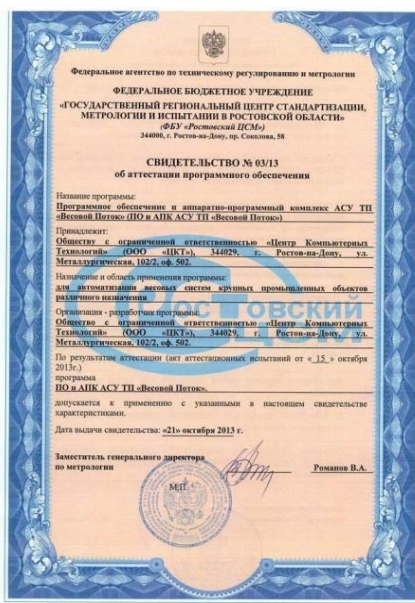 Федеральное агентство по техническому регулированию и метрологии
ФЕДЕРАЛЬНОЕ БЮДЖЕТНОЕ УЧРЕЖДЕНИЕ
«ГОСУДАРСТВЕННЫЙ РЕГИОНАЛЬНЫЙ ЦЕНТР СТАНДАРТИЗАЦИИ,
МЕТРОЛОГИИ И ИСПЫТАНИЙ В РОСТОВСКОЙ ОБЛАСТИ»
(ФБУ «Ростовский ЦСМ»)
344000, г. Ростов-на-Дону, пр. Соколова, 58
СВИДЕТЕЛЬСТВО № 03/13
об аттестации программного обеспечения
Название программы:
Программное обеспечение и аппаратно-программный комплекс АСУ ТП
«Весовой Поток» (ПО и АПК АСУ ТП «Весовой Поток»)
Принадлежит:
Обществу с ограниченной ответственностью «Центр Компьютерных
Технологий» (ООО «ЦКТ»), 344029, г. Ростов-на-Дону, ул.
Металлургическая, 102/2, оф. 502.
Назначение и область применения программы:
для автоматизации весовых систем крупных промышленных объектов
различного назначения
Организация - разработчик программы:
Общество с ограниченной ответственностью «Центр Компьютерных
Технологий» (ООО «ЦКТ»), 344029, г. Ростов-на-Дону, ул.
Металлургическая, 102/2, оф. 502.
По результатам аттестации (акт аттестационных испытаний от « 15 » октября
2013г.)
программа
ПО и АПК АСУ ТП «Весовой Поток».
допускается к применению с указанными в настоящем свидетельстве
характеристиками.
Дата выдачи свидетельства: «21» октября 2013 г.
Заместитель генерального директора
по метрологии
Романов В.А.
М.П.